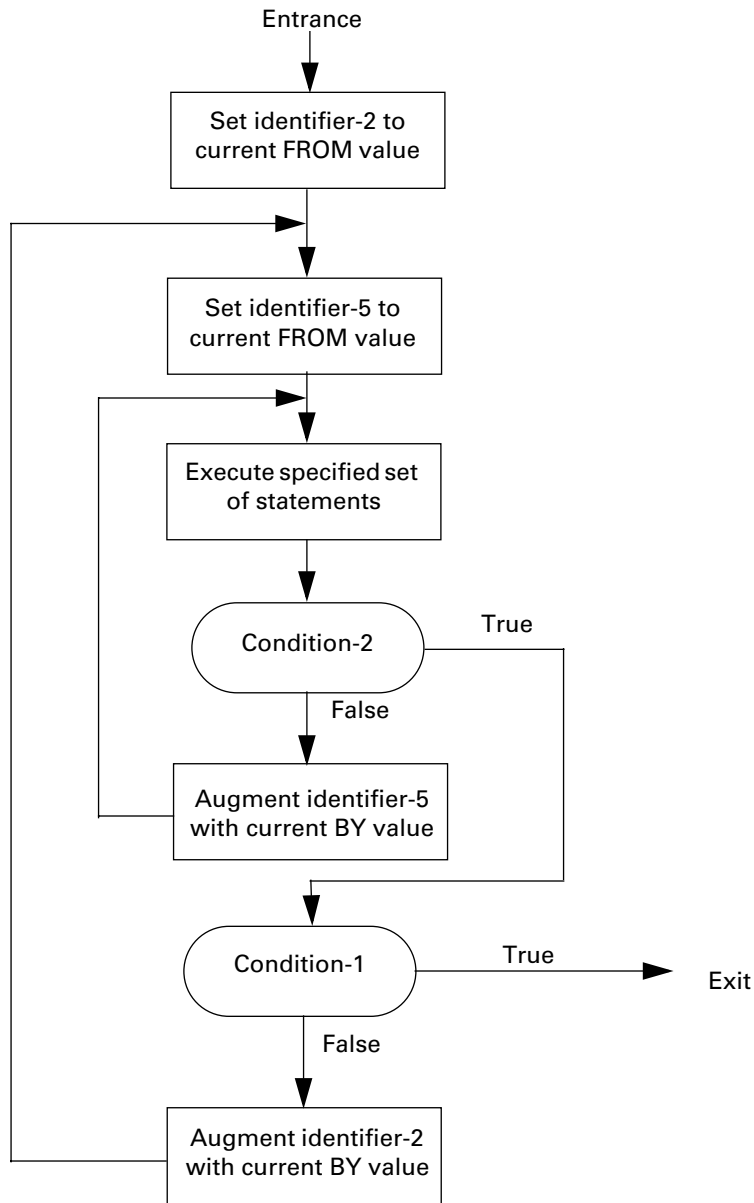 Entrance
Set identifier-2 to
current FROM value
Set identifier-5 to
current FROM value
Execute specified set
of statements
Condition-2
True
False
Augment identifier-5
with current BY value
Condition-1
True
Exit
False
Augment identifier-2
with current BY value